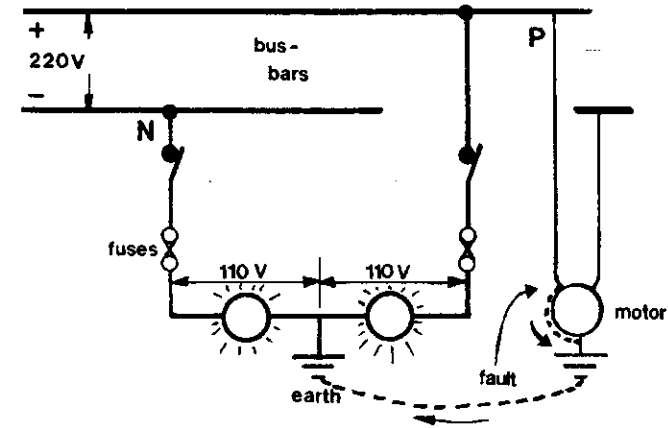 +
220V
−
bus-
bars
P
N
fuses
110 V
110 V
motor
fault
earth